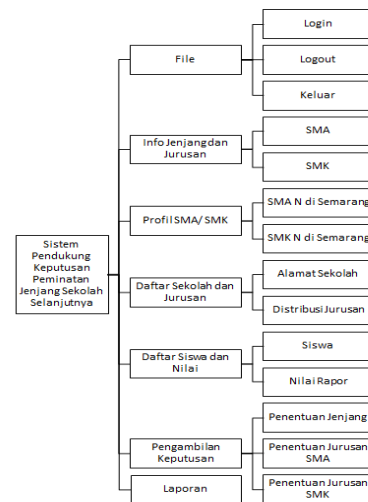 Login
File
Logout
Keluar
Info Jenjang dan
Jurusan
SMA
SMK
Profil SMA/ SMK
SMA N di Semarang
SMK N di Semarang
Sistem
Pendukung
Keputusan
Peminatan
Jenjang Sekolah
Selanjutnya
Daftar Sekolah dan
Jurusan
Alamat Sekolah
Distribusi Jurusan
Daftar Siswa dan
Nilai
Siswa
Nilai Rapor
Pengambilan
Keputusan
Penentuan Jenjang
Penentuan Jurusan
SMA
Penentuan Jurusan
SMK
Laporan